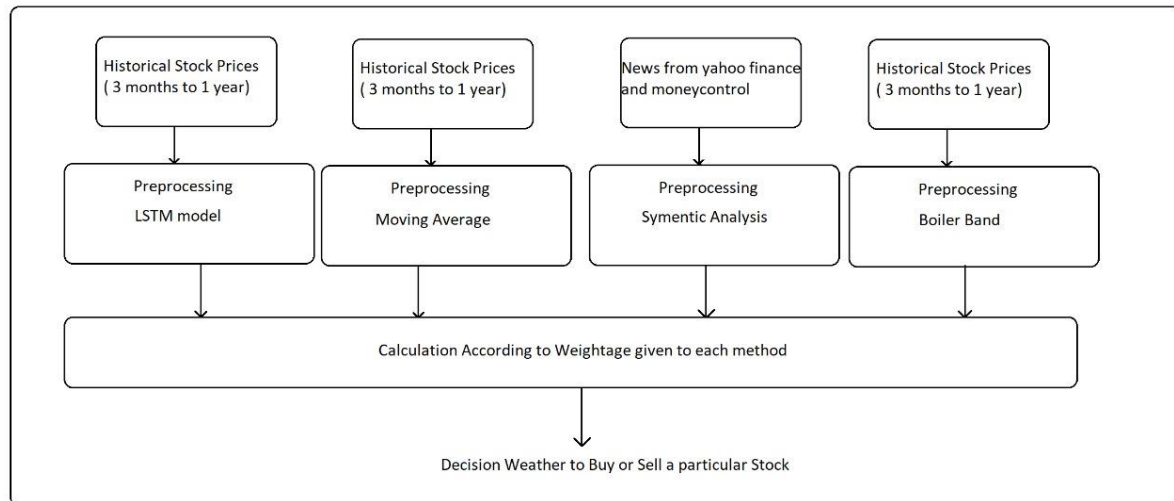 Historical Stock Prices
( 3 months to 1 year)
Historical Stock Prices
( 3 months to 1 year)
News from yahoo finance
and moneycontrol
Historical Stock Prices
( 3 months to 1 year)
Preprocessing
LSTM model
Preprocessing
Moving Average
Preprocessing
Symentic Analysis
Preprocessing
Boiler Band
Calculation According to Weightage given to each method
Decision Weather to Buy or Sell a particular Stock